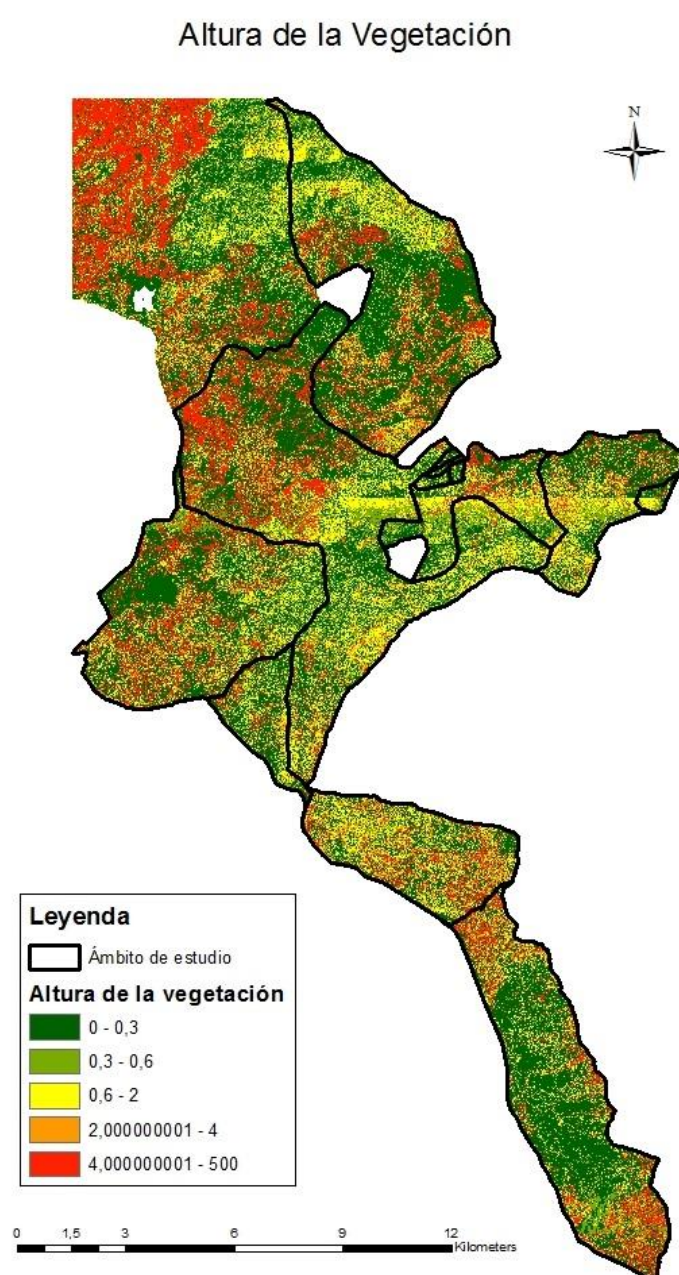 Altura de la Vegetación
N
Leyenda
Ámbito de estudio
Altura de la vegetación
0 - 0,3
0,3 - 0,6
0,6 - 2
2,000000001 - 4
4,000000001 - 500
0 1,5 3 6 9 12
Kilometers